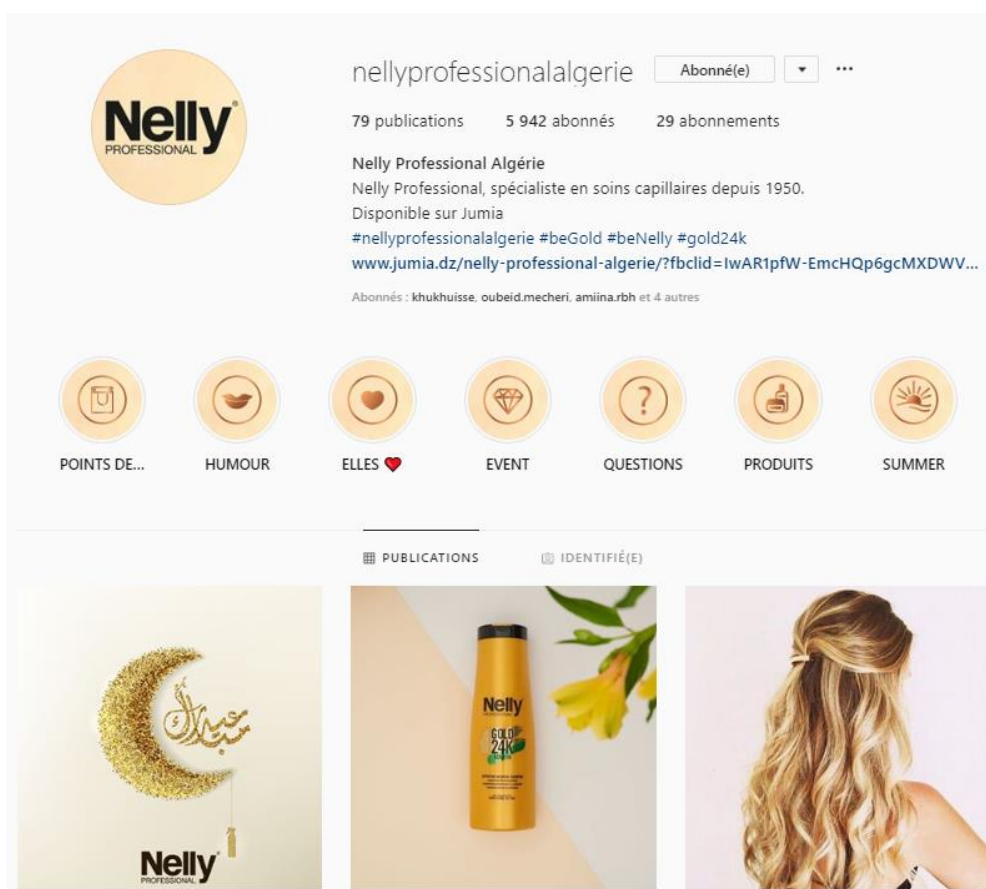 Nelly
PROFESSIONAL
nellyprofessionalalgerie Abonné(e)
79 publications 5 942 abonnés 29 abonnements
Nelly Professional Algérie
Nelly Professional, spécialiste en soins capillaires depuis 1950.
Disponible sur Jumia
#nellyprofessionalalgerie #beGold #beNelly #gold24k
www.jumia.dz/nelly-professional-algerie/?fbclid=IwAR1pfW-EmcHQp6gcMXDWV...
Abonnés : khukhuisse, oubeid.mecheri, amiina.rbh et 4 autres
POINTS DE... HUMOUR ELLES ❤ EVENT QUESTIONS PRODUITS SUMMER
PUBLICATIONS IDENTIFIÉ(E)
عيد مبارك
Nelly
PROFESSIONAL
Nelly
GOLD
24K